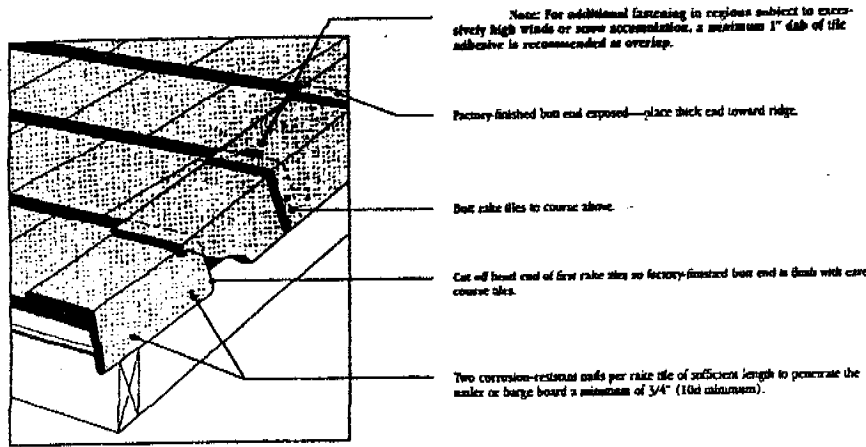 Note: For additional fastening in regions subject to exces-
sively high winds or snow accumulation, a minimum 1" dab of tile
adhesive is recommended at overlap.
Factory-finished butt end exposed—place thick end toward ridge.
Butt rake tiles to course above.
Cut off head end of first rake tiles so factory-finished butt end is flush with eave
course tiles.
Two corrosion-resistant nails per rake tile of sufficient length to penetrate the
or barge board a minimum of 3/4" (10d minimum).